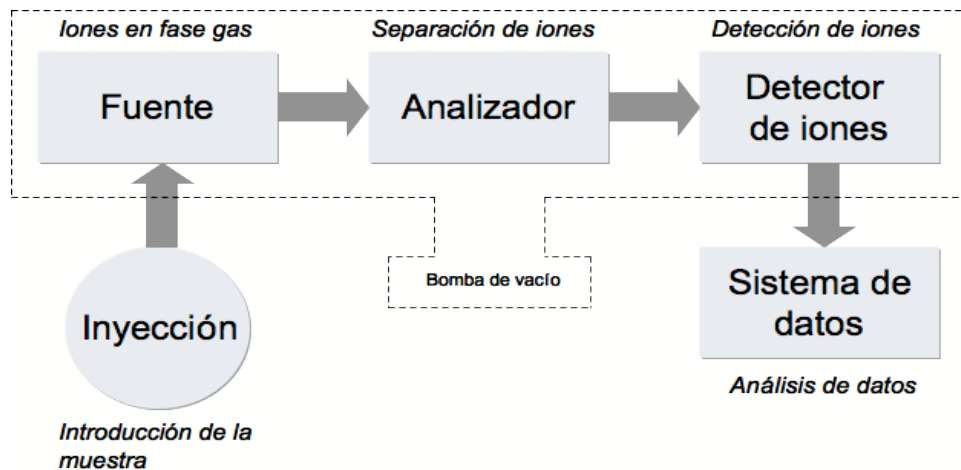 Iones en fase gas
Separación de iones
Detección de iones
Fuente
Analizador
Detector
de iones
Bomba de vacío
Inyección
Sistema de
datos
Introducción de la
muestra
Análisis de datos